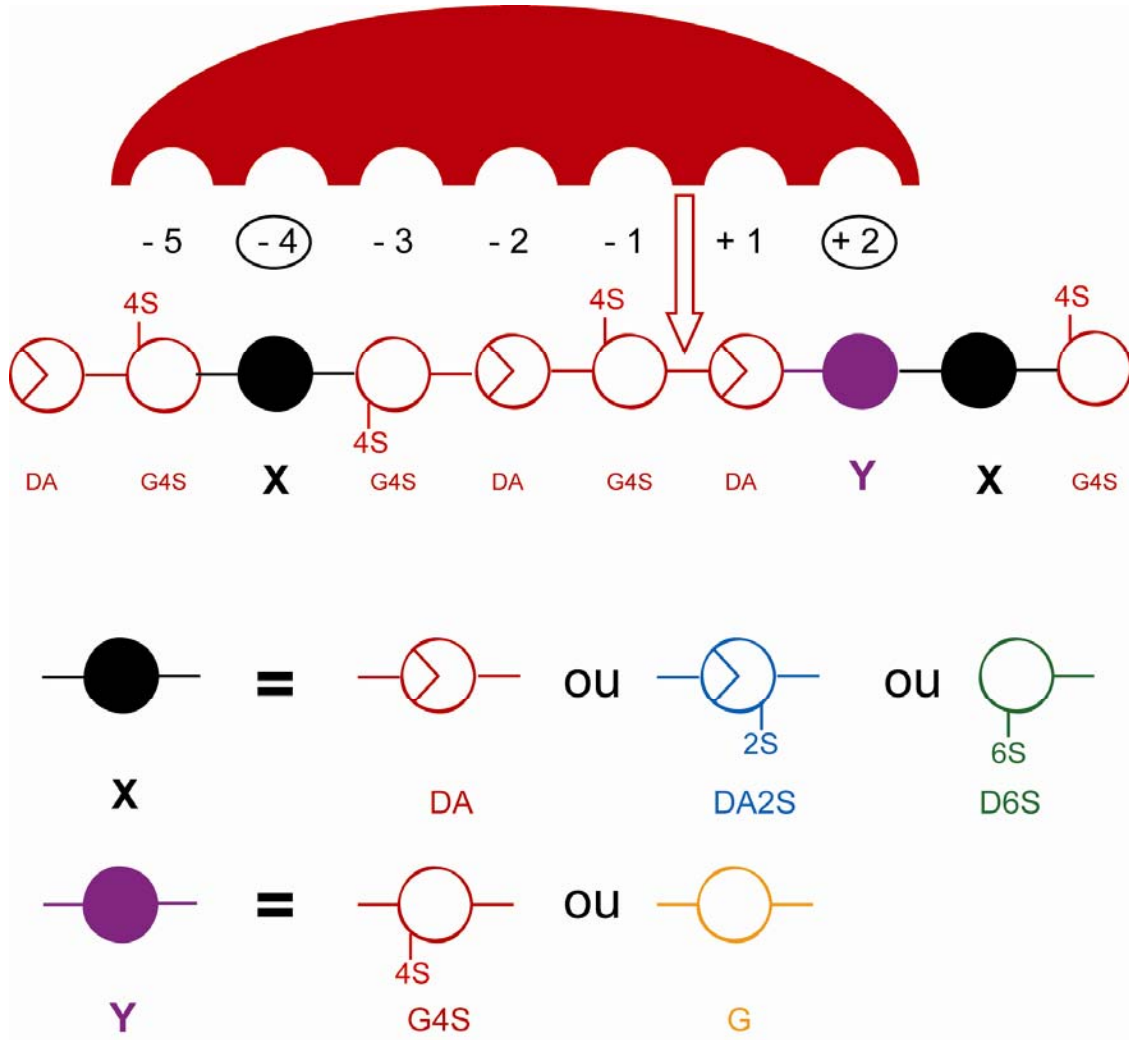 - 5 - 4 - 3 - 2 - 1 + 1 + 2
4S 4S 4S
4S
DA G4S X G4S DA G4S DA Y X G4S
= ou ou
2S 6S
X DA DA2S D6S
= ou
4S
Y G4S G